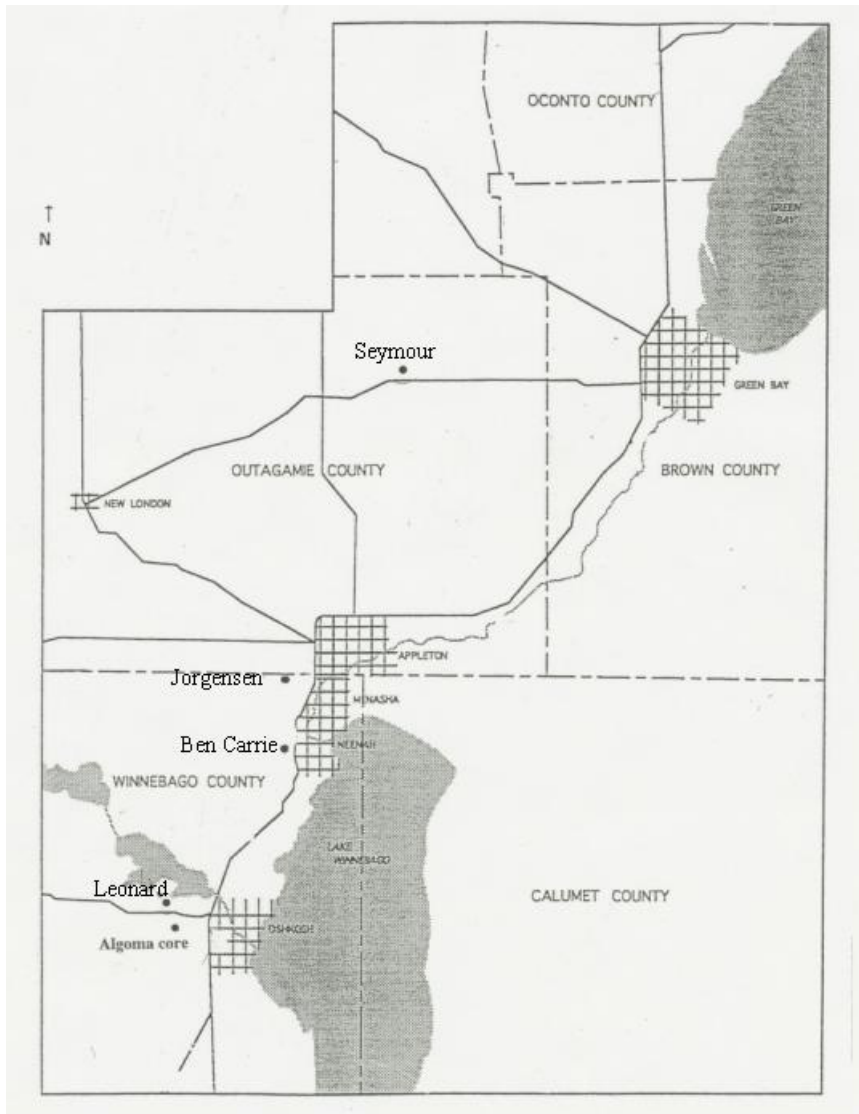 OCONTO COUNTY
GREEN
BAY
N
Seymour
GREEN BAY
OUTAGAMIE COUNTY
BROWN COUNTY
NEW LONDON
APPLETON
Jorgensen
MENASHA
Ben Carrie
NEENAH
WINNEBAGO COUNTY
LAKE
WINNEBAGO
Leonard
CALUMET COUNTY
OSHKOSH
Algoma core